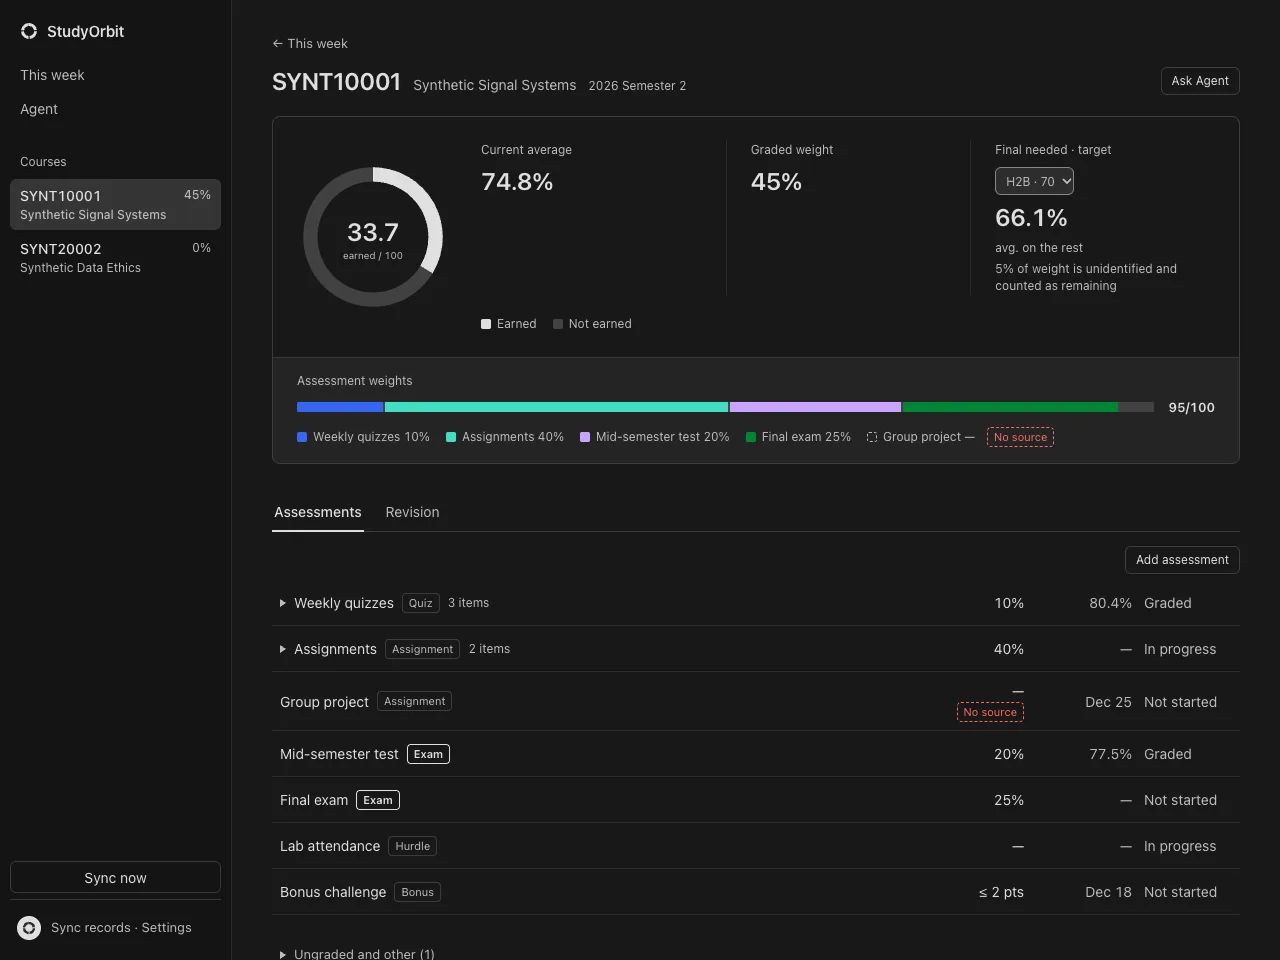 StudyOrbit
This week
Agent
Courses
SYNT10001 45%
Synthetic Signal Systems
SYNT20002 0%
Synthetic Data Ethics
Sync now
Sync records · Settings
← This week
SYNT10001 Synthetic Signal Systems 2026 Semester 2
Ask Agent
33.7
earned / 100
Current average
74.8%
Graded weight
45%
Final needed · target
H2B · 70
66.1%
avg. on the rest
5% of weight is unidentified and
counted as remaining
Earned Not earned
Assessment weights
95/100
Weekly quizzes 10% Assignments 40% Mid-semester test 20% Final exam 25% Group project — No source
Assessments Revision
Add assessment
Weekly quizzes Quiz 3 items 10% 80.4% Graded
Assignments Assignment 2 items 40% — In progress
Group project Assignment — No source Dec 25 Not started
Mid-semester test Exam 20% 77.5% Graded
Final exam Exam 25% — Not started
Lab attendance Hurdle — — In progress
Bonus challenge Bonus ≤ 2 pts Dec 18 Not started
Ungraded and other (1)